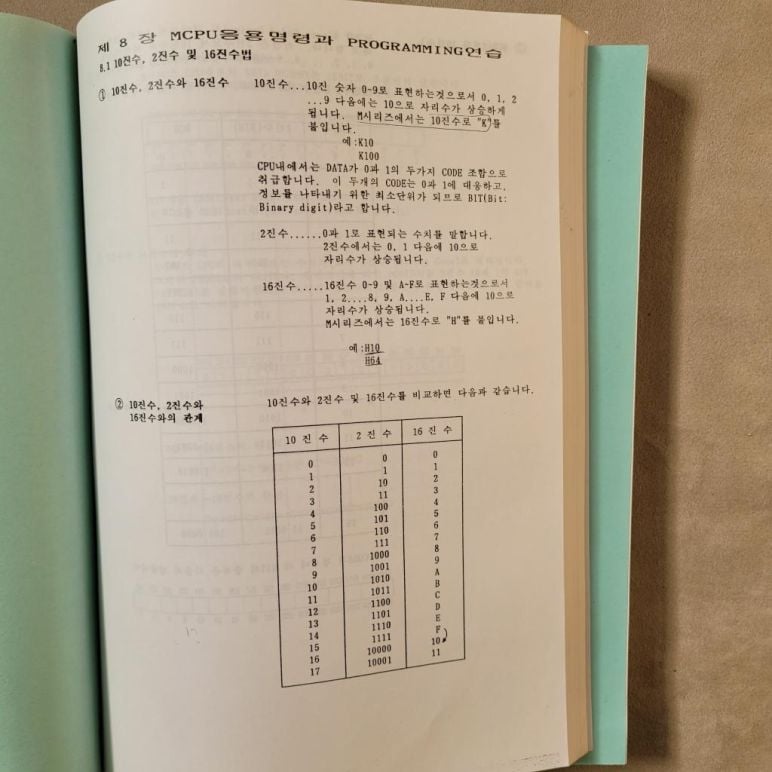 제 8 장 MCPU응용명령과 PROGRAMMING연습
8.1 10진수, 2진수 및 16진수법
① 10진수, 2진수와 16진수
10진수...10진 숫자 0-9로 표현하는것으로서 0, 1, 2
...9 다음에는 10으로 자리수가 상승하게
됩니다. M시리즈에서는 10진수로 "K"를
붙입니다.
예:K10
K100
CPU내에서는 DATA가 0과 1의 두가지 CODE 조합으로
취급합니다. 이 두개의 CODE는 0과 1에 대응하고,
정보를 나타내기 위한 최소단위가 되므로 BIT(Bit:
Binary digit)라고 합니다.
2진수......0과 1로 표현되는 수치를 말합니다.
2진수에서는 0, 1 다음에 10으로
자리수가 상승됩니다.
16진수.....16진수 0-9 및 A-F로 표현하는것으로서
1, 2....8, 9, A....E, F 다음에 10으로
자리수가 상승됩니다.
M시리즈에서는 16진수로 "H"를 붙입니다.
예:H10
H64
② 10진수, 2진수와
16진수와의 관계
10진수와 2진수 및 16진수를 비교하면 다음과 같습니다.
10 진 수 2 진 수 16 진 수
0 0 0
1 1 1
2 10 2
3 11 3
4 100 4
5 101 5
6 110 6
7 111 7
8 1000 8
9 1001 9
10 1010 A
11 1011 B
12 1100 C
13 1101 D
14 1110 E
15 1111 F
16 10000 10
17 10001 11